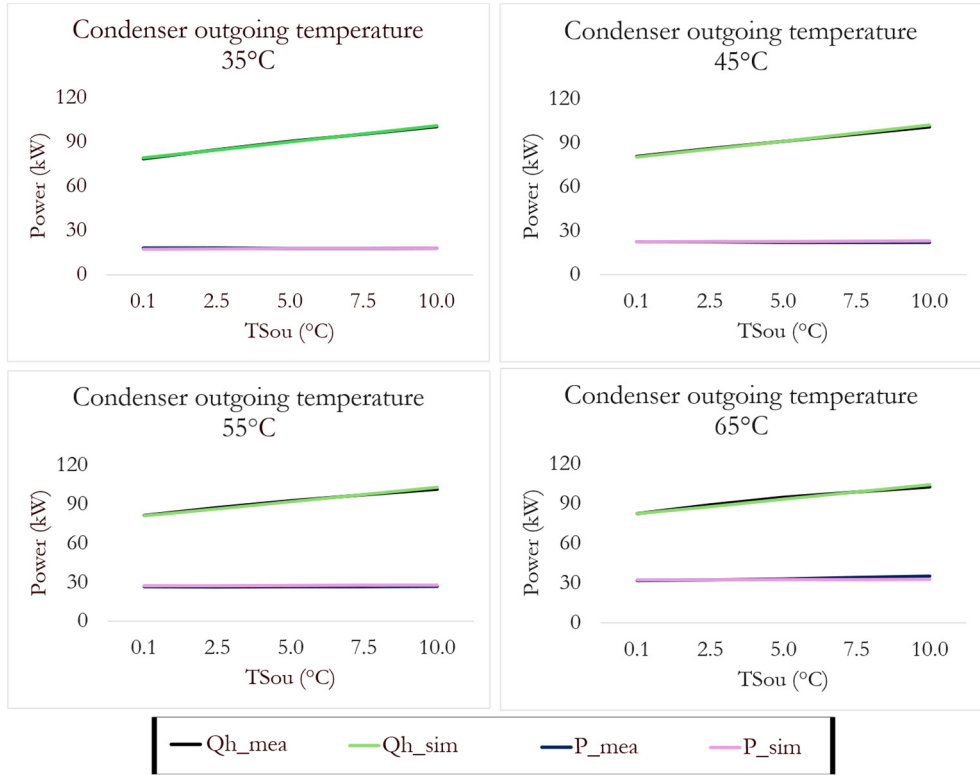 Condenser outgoing temperature
35°C
120
90
60
30
0
Power (kW)
0.1 2.5 5.0 7.5 10.0
TSou (°C)
Condenser outgoing temperature
45°C
120
90
60
30
0
Power (kW)
0.1 2.5 5.0 7.5 10.0
TSou (°C)
Condenser outgoing temperature
55°C
120
90
60
30
0
Power (kW)
0.1 2.5 5.0 7.5 10.0
TSou (°C)
Condenser outgoing temperature
65°C
120
90
60
30
0
Power (kW)
0.1 2.5 5.0 7.5 10.0
TSou (°C)
Qh_mea Qh_sim P_mea P_sim